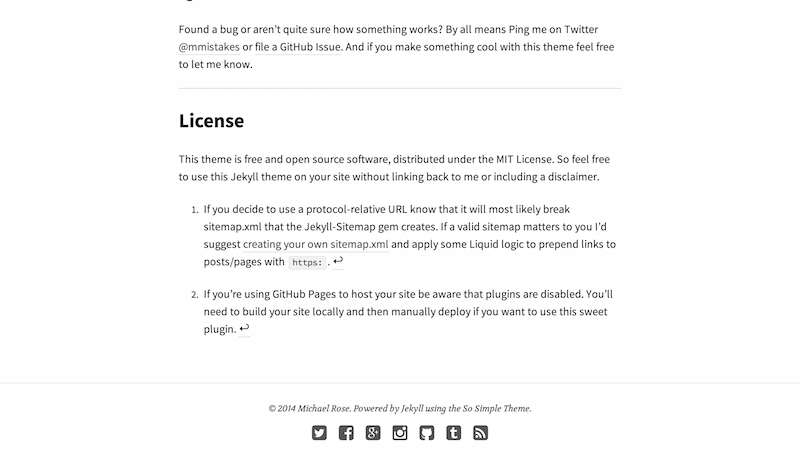 Found a bug or aren’t quite sure how something works? By all means Ping me on Twitter
@mmistakes or file a GitHub Issue. And if you make something cool with this theme feel free
to let me know.
License
This theme is free and open source software, distributed under the MIT License. So feel free
to use this Jekyll theme on your site without linking back to me or including a disclaimer.
1. If you decide to use a protocol-relative URL know that it will most likely break
sitemap.xml that the Jekyll-Sitemap gem creates. If a valid sitemap matters to you I’d
suggest creating your own sitemap.xml and apply some Liquid logic to prepend links to
posts/pages with https: . ↩
2. If you’re using GitHub Pages to host your site be aware that plugins are disabled. You’ll
need to build your site locally and then manually deploy if you want to use this sweet
plugin. ↩
© 2014 Michael Rose. Powered by Jekyll using the So Simple Theme.